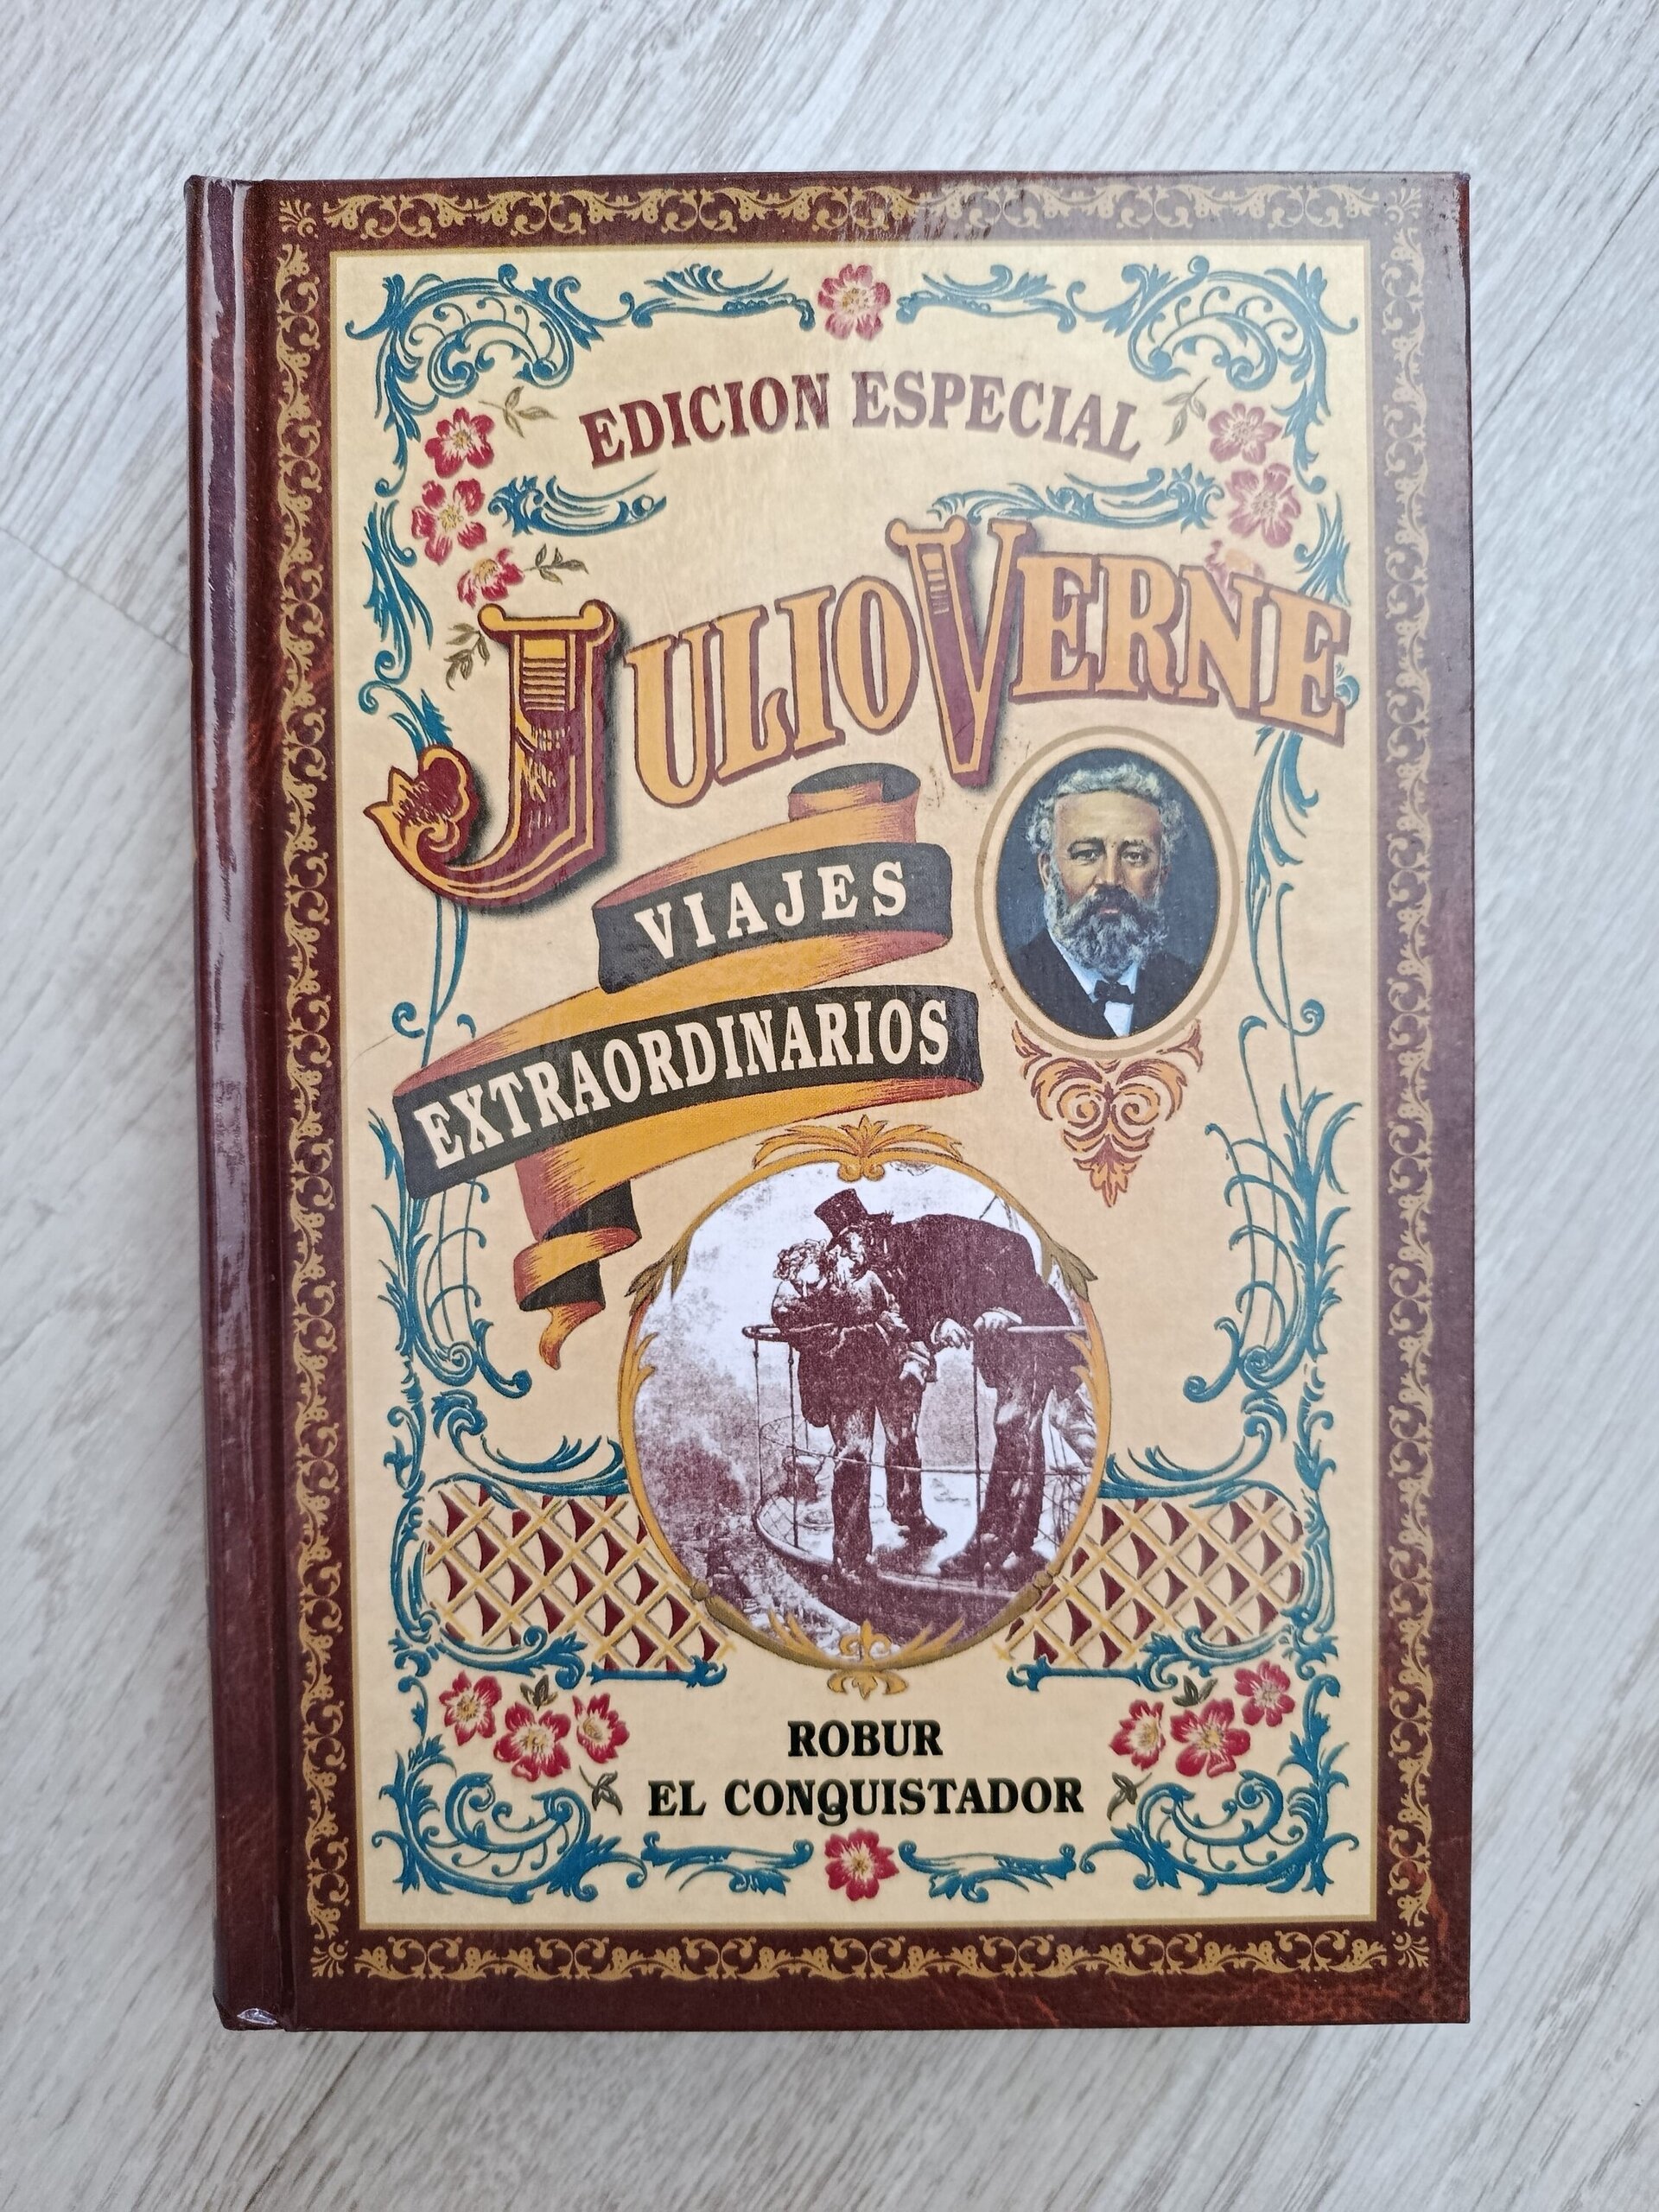 EDICION ESPECIAL
JULIO VERNE
VIAJES
EXTRAORDINARIOS
ROBUR
EL CONQUISTADOR